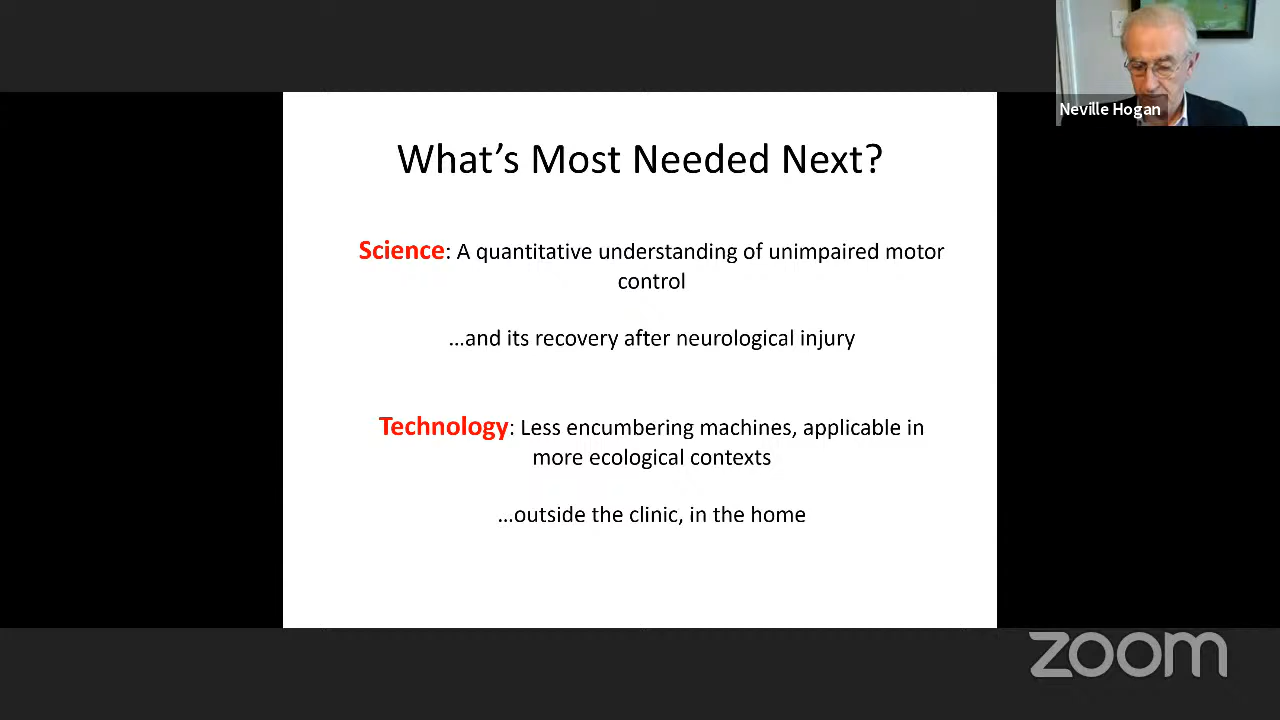 Neville Hogan
What's Most Needed Next?
Science: A quantitative understanding of unimpaired motor
control
...and its recovery after neurological injury
Technology: Less encumbering machines, applicable in
more ecological contexts
...outside the clinic, in the home
zoom